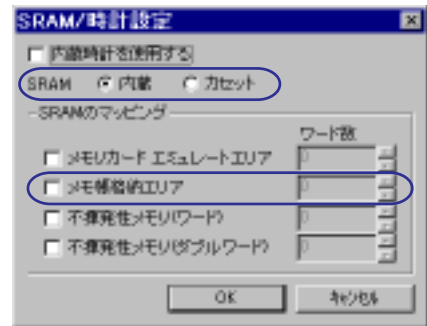 SRAM/時計設定
内蔵時計を使用する
SRAM 内蔵 カセット
SRAMのマッピング
ワード数
メモリカード エミュレートエリア 0
メモ帳格納エリア 0
不揮発性メモリ(ワード) 0
不揮発性メモリ(ダブルワード) 0
OK キャンセル